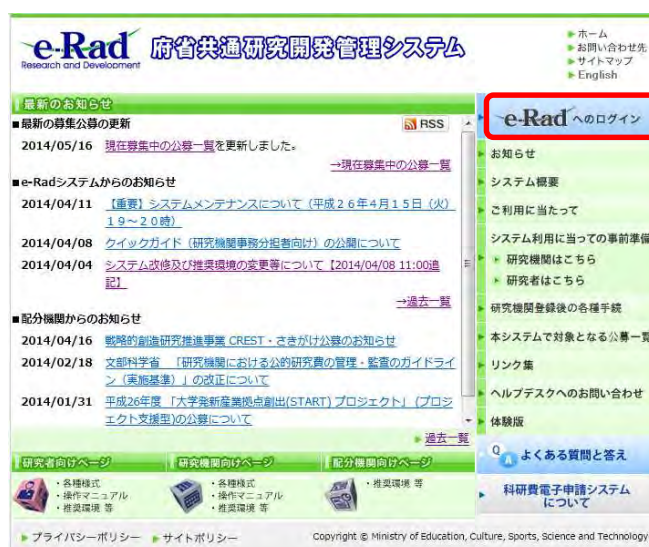 e-Rad
Research and Development
府省共通研究開発管理システム
ホーム
お問い合わせ先
サイトマップ
English
最新のお知らせ
■最新の募集公募の更新
RSS
2014/05/16 現在募集中の公募一覧を更新しました。
→現在募集中の公募一覧
■e-Radシステムからのお知らせ
2014/04/11 【重要】システムメンテナンスについて（平成２６年４月１５日（火）
１９～２０時）
2014/04/08 クイックガイド（研究機関事務分担者向け）の公開について
2014/04/04 システム改修及び推奨環境の変更等について【2014/04/08 11:00追
記】
→過去一覧
■配分機関からのお知らせ
2014/04/16 戦略的創造研究推進事業 CREST・さきがけ公募のお知らせ
2014/02/18 文部科学省 「研究機関における公的研究費の管理・監査のガイドライ
ン（実施基準）」の改正について
2014/01/31 平成26年度 「大学発新産業拠点創出(START) プロジェクト」 (プロジ
ェクト支援型)の公募について
過去一覧
e-Radへのログイン
お知らせ
システム概要
ご利用に当たって
システム利用に当っての事前準備
研究機関はこちら
研究者はこちら
研究機関登録後の各種手続
本システムで対象となる公募一覧
リンク集
ヘルプデスクへのお問い合わせ
体験版
Q A よくある質問と答え
科研費電子申請システム
について
研究者向けページ
・各種様式
・操作マニュアル
・推奨環境 等
研究機関向けページ
・各種様式
・操作マニュアル
・推奨環境 等
配分機関向けページ
・推奨環境 等
プライバシーポリシー サイトポリシー Copyright © Ministry of Education, Culture, Sports, Science and Technology